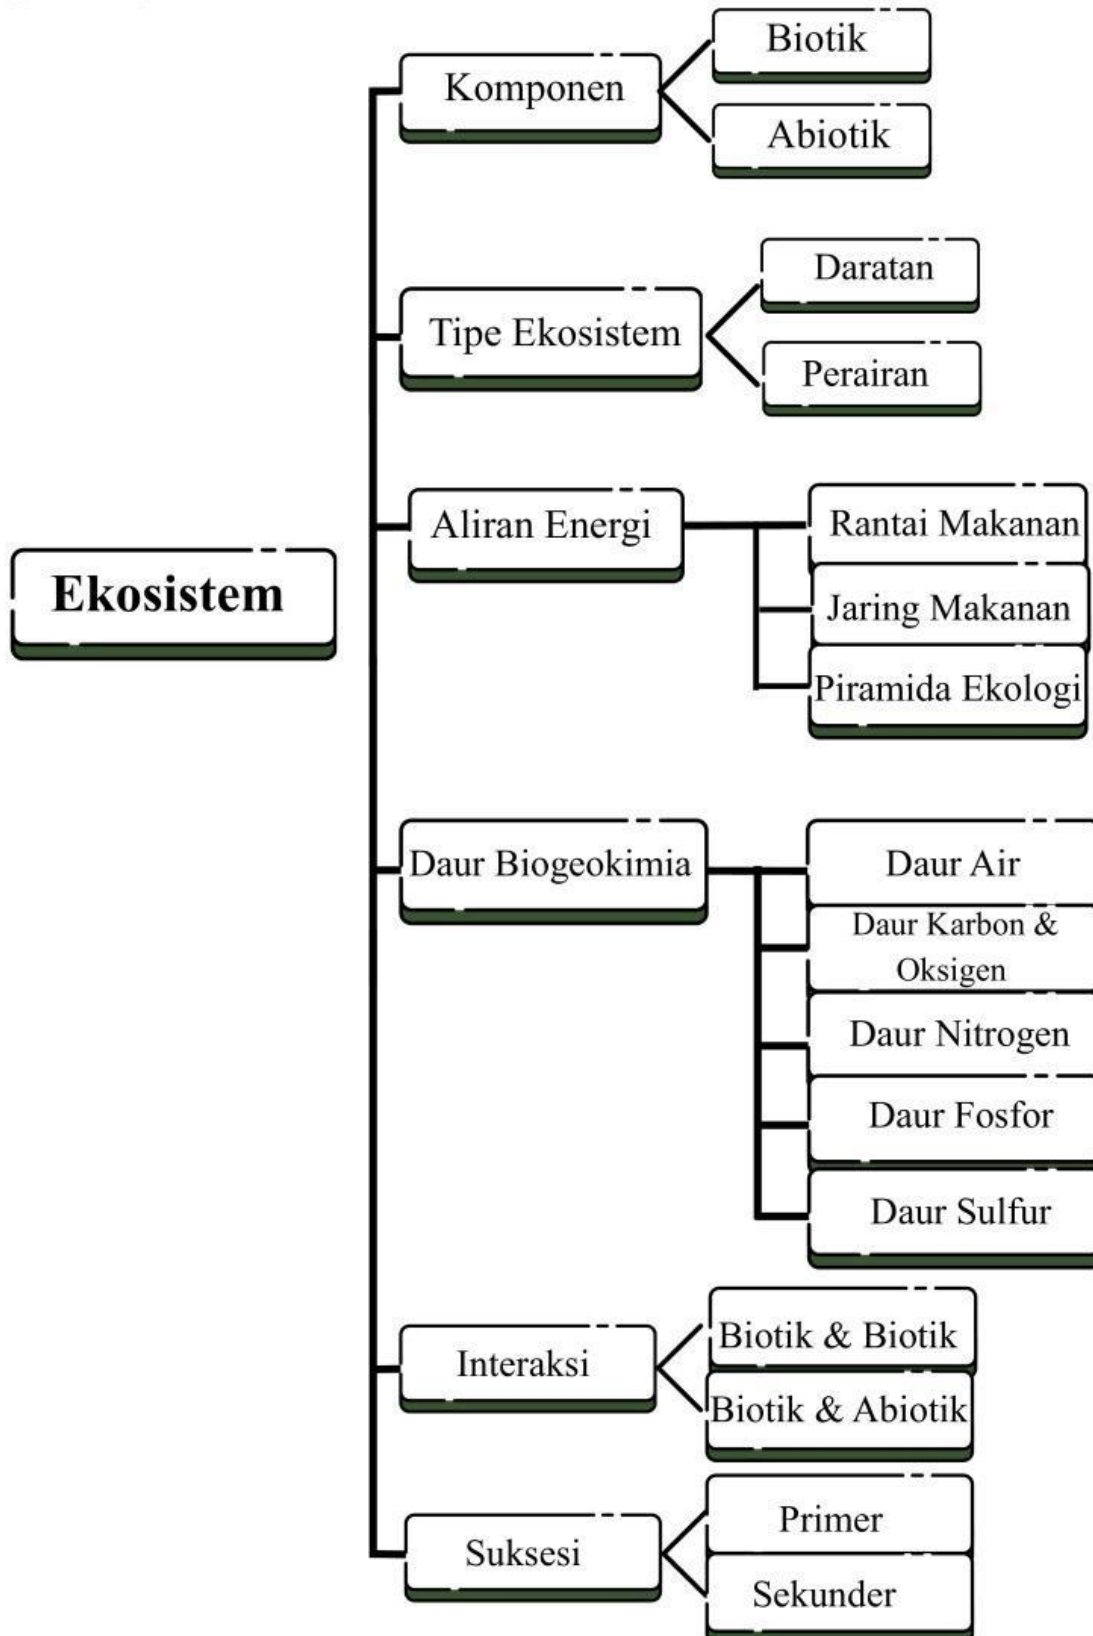 Ekosistem
Komponen
Biotik
Abiotik
Tipe Ekosistem
Daratan
Perairan
Aliran Energi
Rantai Makanan
Jaring Makanan
Piramida Ekologi
Daur Biogeokimia
Daur Air
Daur Karbon &
Oksigen
Daur Nitrogen
Daur Fosfor
Daur Sulfur
Interaksi
Biotik & Biotik
Biotik & Abiotik
Suksesi
Primer
Sekunder